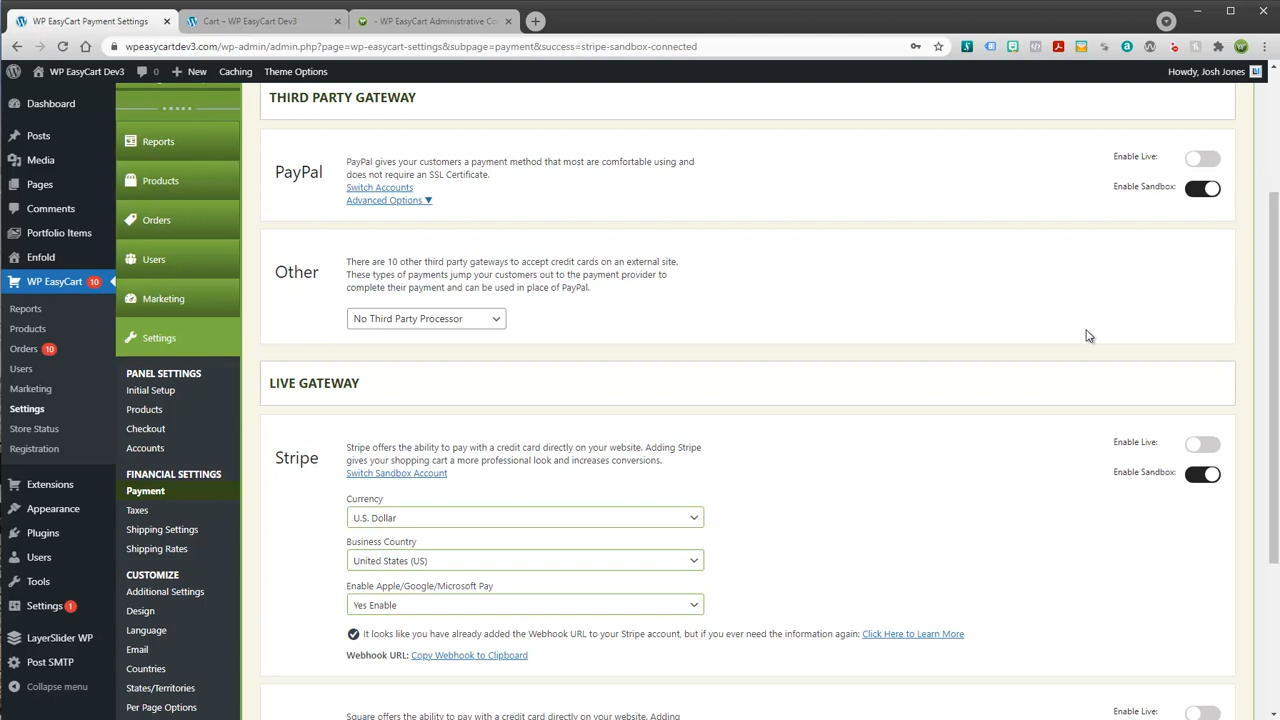 WP EasyCart Payment Settings
Cart – WP EasyCart Dev3
- WP EasyCart Administrative Co
wpeasycartdev3.com/wp-admin/admin.php?page=wp-easycart-settings&subpage=payment&success=stripe-sandbox-connected
WP EasyCart Dev3
0
New
Caching
Theme Options
Howdy, Josh Jones
Dashboard
Posts
Media
Pages
Comments
Portfolio Items
Enfold
WP EasyCart 10
Reports
Products
Orders 10
Users
Marketing
Settings
Store Status
Registration
Extensions
Appearance
Plugins
Users
Tools
Settings 1
LayerSlider WP
Post SMTP
Collapse menu
Reports
Products
Orders
Users
Marketing
Settings
PANEL SETTINGS
Initial Setup
Products
Checkout
Accounts
FINANCIAL SETTINGS
Payment
Taxes
Shipping Settings
Shipping Rates
CUSTOMIZE
Additional Settings
Design
Language
Email
Countries
States/Territories
Per Page Options
THIRD PARTY GATEWAY
PayPal
PayPal gives your customers a payment method that most are comfortable using and
does not require an SSL Certificate.
Switch Accounts
Advanced Options ▼
Enable Live:
Enable Sandbox:
Other
There are 10 other third party gateways to accept credit cards on an external site.
These types of payments jump your customers out to the payment provider to
complete their payment and can be used in place of PayPal.
No Third Party Processor
LIVE GATEWAY
Stripe
Stripe offers the ability to pay with a credit card directly on your website. Adding Stripe
gives your shopping cart a more professional look and increases conversions.
Switch Sandbox Account
Enable Live:
Enable Sandbox:
Currency
U.S. Dollar
Business Country
United States (US)
Enable Apple/Google/Microsoft Pay
Yes Enable
It looks like you have already added the Webhook URL to your Stripe account, but if you ever need the information again: Click Here to Learn More
Webhook URL: Copy Webhook to Clipboard
Square offers the ability to pay with a credit card directly on your website. Adding
Enable Live: